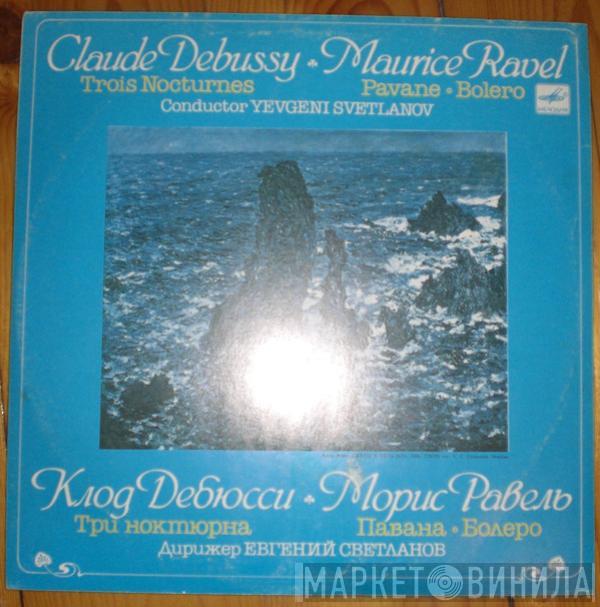 Claude Debussy ♣ Maurice Ravel
Trois Nocturnes Pavane • Bolero
Conductor YEVGENI SVETLANOV
Клод Дебюсси ♣ Морис Равель
Три ноктюрна Павана • Болеро
Дирижер ЕВГЕНИЙ СВЕТЛАНОВ
МАРКЕТ ВИНИЛА